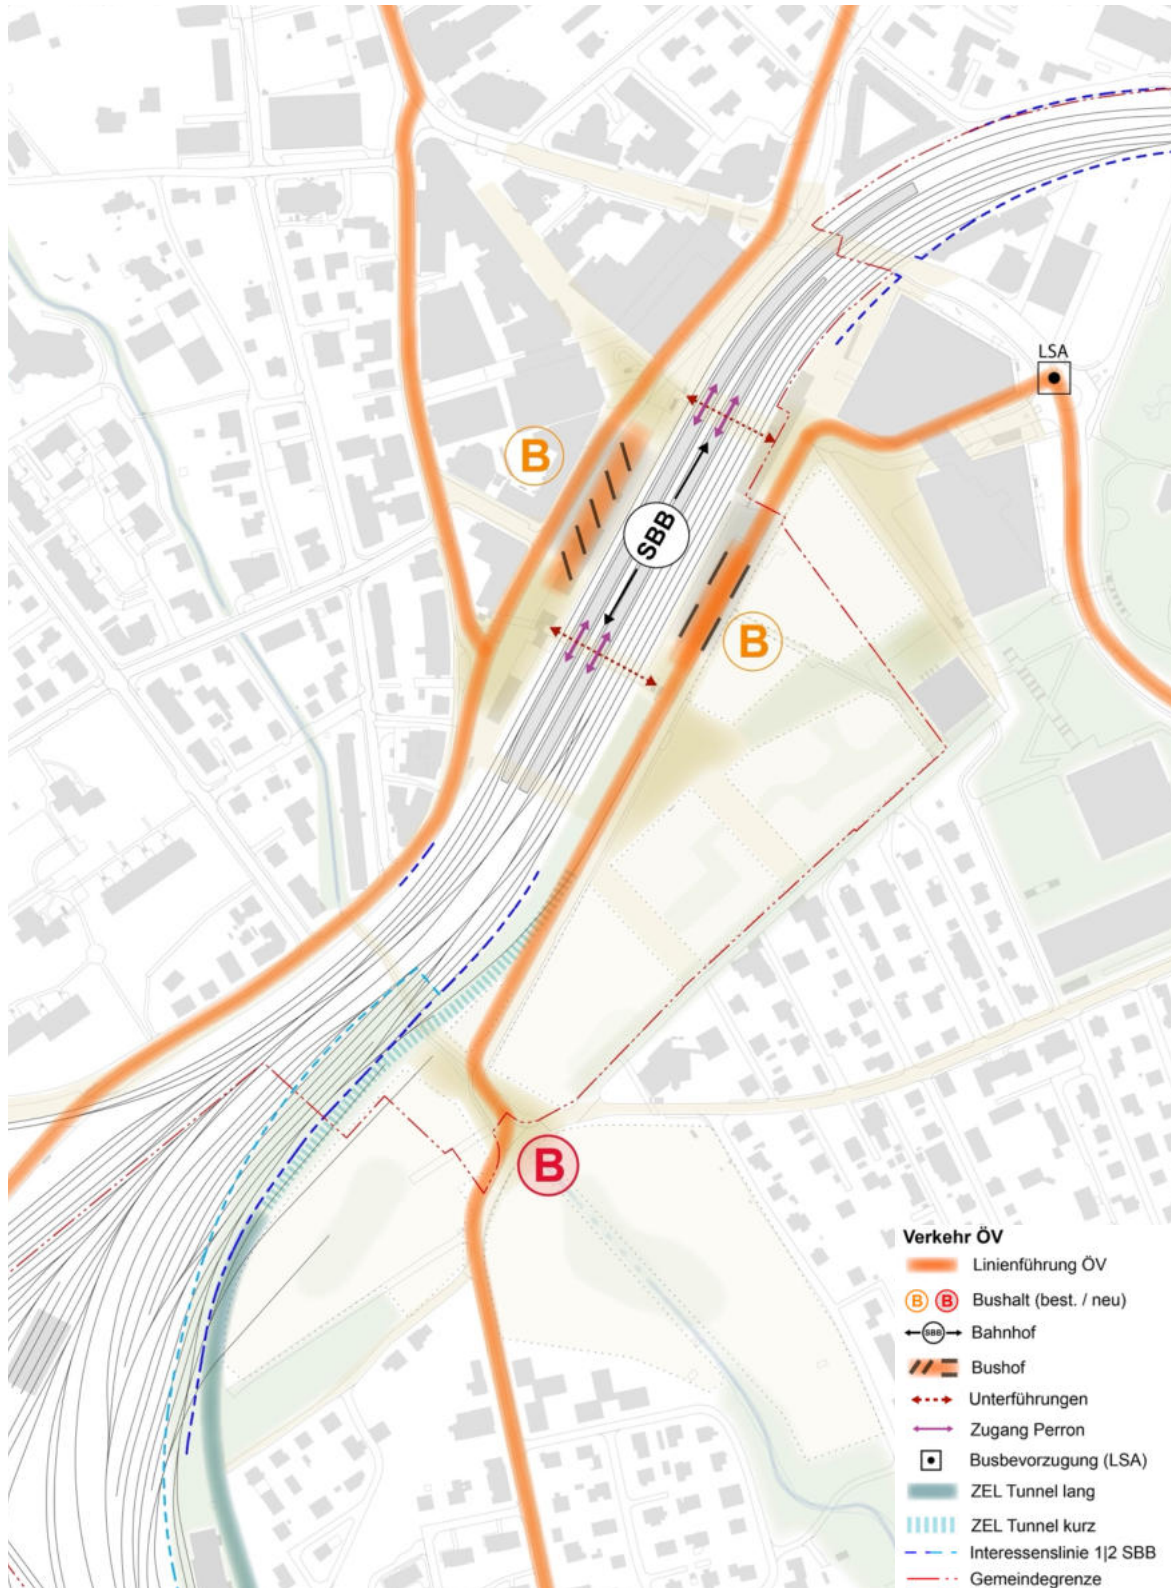 LSA
B
SBB
B
B
Verkehr ÖV
Linienführung ÖV
B B Bushalt (best. / neu)
SBB Bahnhof
Bushof
Unterführungen
Zugang Perron
Busbevorzugung (LSA)
ZEL Tunnel lang
ZEL Tunnel kurz
Interessenslinie 1|2 SBB
Gemeindegrenze